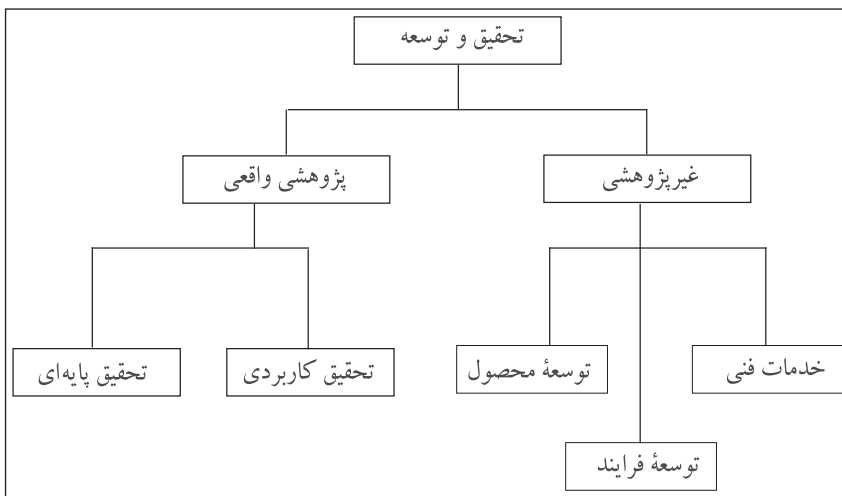 تحقیق و توسعه
غیرپژوهشی
پژوهشی واقعی
خدمات فنی
توسعهٔ محصول
تحقیق کاربردی
تحقیق پایه‌ای
توسعهٔ فرایند